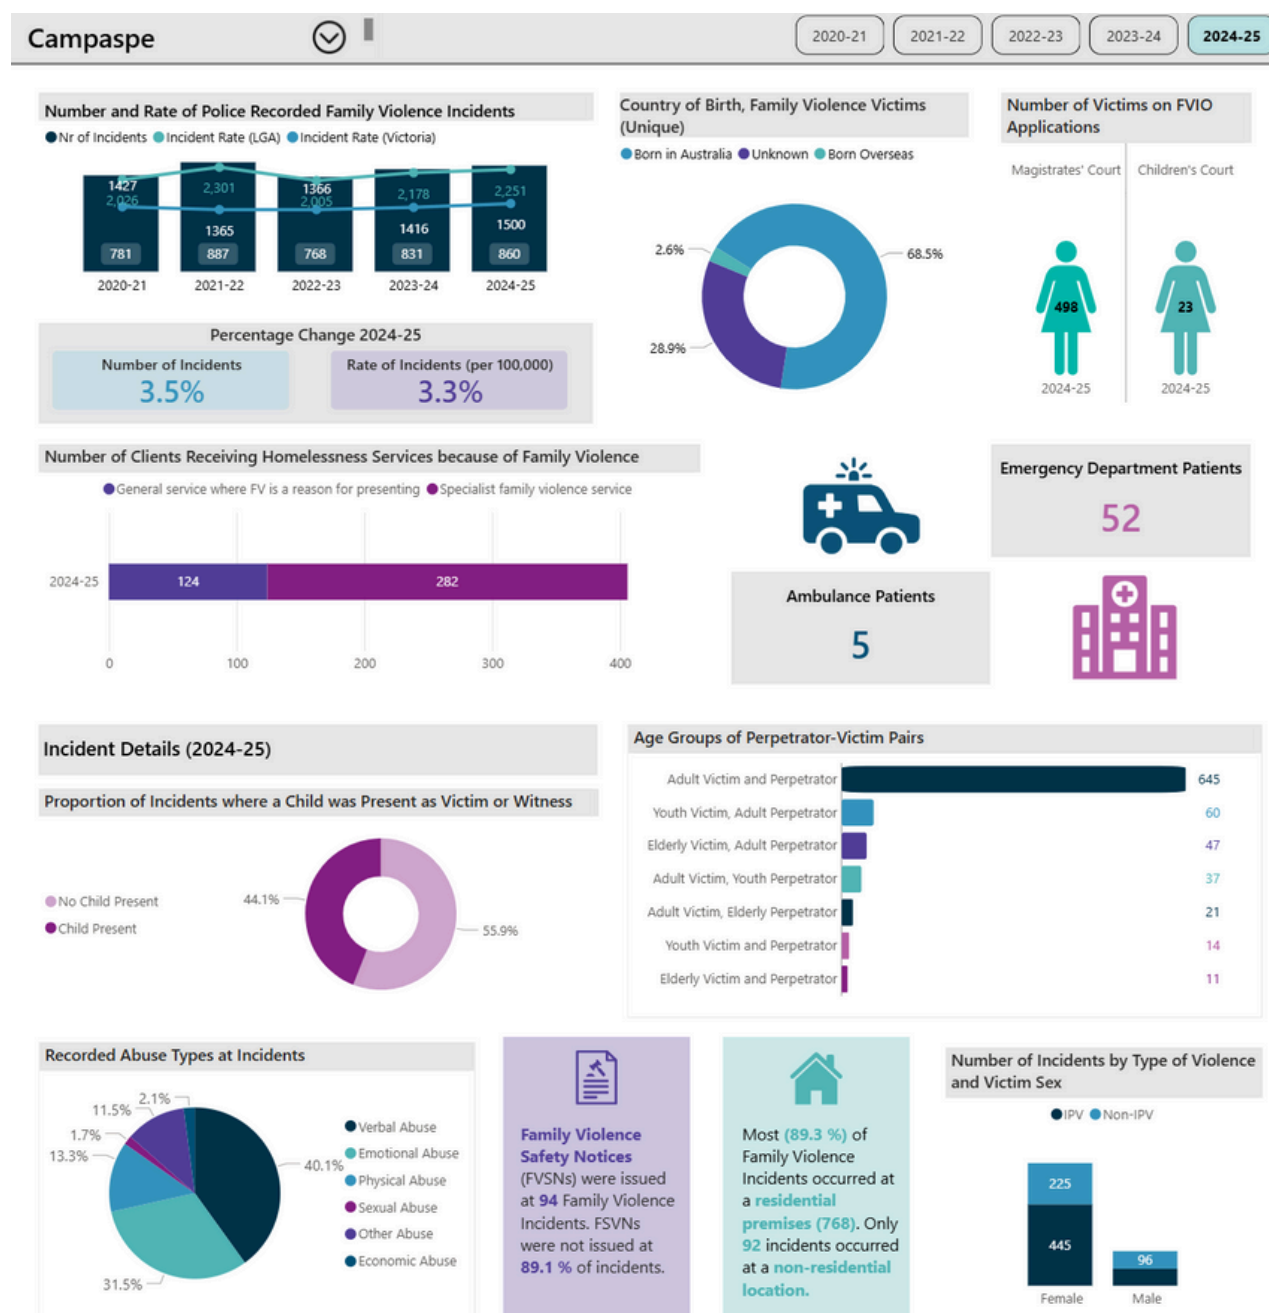 Campaspe
2020-21
2021-22
2022-23
2023-24
2024-25
Number and Rate of Police Recorded Family Violence Incidents
Nr of Incidents Incident Rate (LGA) Incident Rate (Victoria)
1427
2,026
781
2,301
1365
887
1366
2,005
768
2,178
1416
831
2,251
1500
860
2020-21 2021-22 2022-23 2023-24 2024-25
Percentage Change 2024-25
Number of Incidents
3.5%
Rate of Incidents (per 100,000)
3.3%
Country of Birth, Family Violence Victims
(Unique)
Born in Australia Unknown Born Overseas
2.6%
68.5%
28.9%
Number of Victims on FVIO
Applications
Magistrates' Court
Children's Court
498
23
2024-25
2024-25
Number of Clients Receiving Homelessness Services because of Family Violence
General service where FV is a reason for presenting Specialist family violence service
2024-25
124
282
0 100 200 300 400
Emergency Department Patients
52
Ambulance Patients
5
Incident Details (2024-25)
Proportion of Incidents where a Child was Present as Victim or Witness
No Child Present
Child Present
44.1%
55.9%
Age Groups of Perpetrator-Victim Pairs
Adult Victim and Perpetrator 645
Youth Victim, Adult Perpetrator 60
Elderly Victim, Adult Perpetrator 47
Adult Victim, Youth Perpetrator 37
Adult Victim, Elderly Perpetrator 21
Youth Victim and Perpetrator 14
Elderly Victim and Perpetrator 11
Recorded Abuse Types at Incidents
2.1%
11.5%
1.7%
13.3%
40.1%
31.5%
Verbal Abuse
Emotional Abuse
Physical Abuse
Sexual Abuse
Other Abuse
Economic Abuse
Family Violence
Safety Notices
(FVSNs) were issued
at 94 Family Violence
Incidents. FSVNs
were not issued at
89.1 % of incidents.
Most (89.3 %) of
Family Violence
Incidents occurred at
a residential
premises (768). Only
92 incidents occurred
at a non-residential
location.
Number of Incidents by Type of Violence
and Victim Sex
IPV Non-IPV
225
445
96
Female
Male